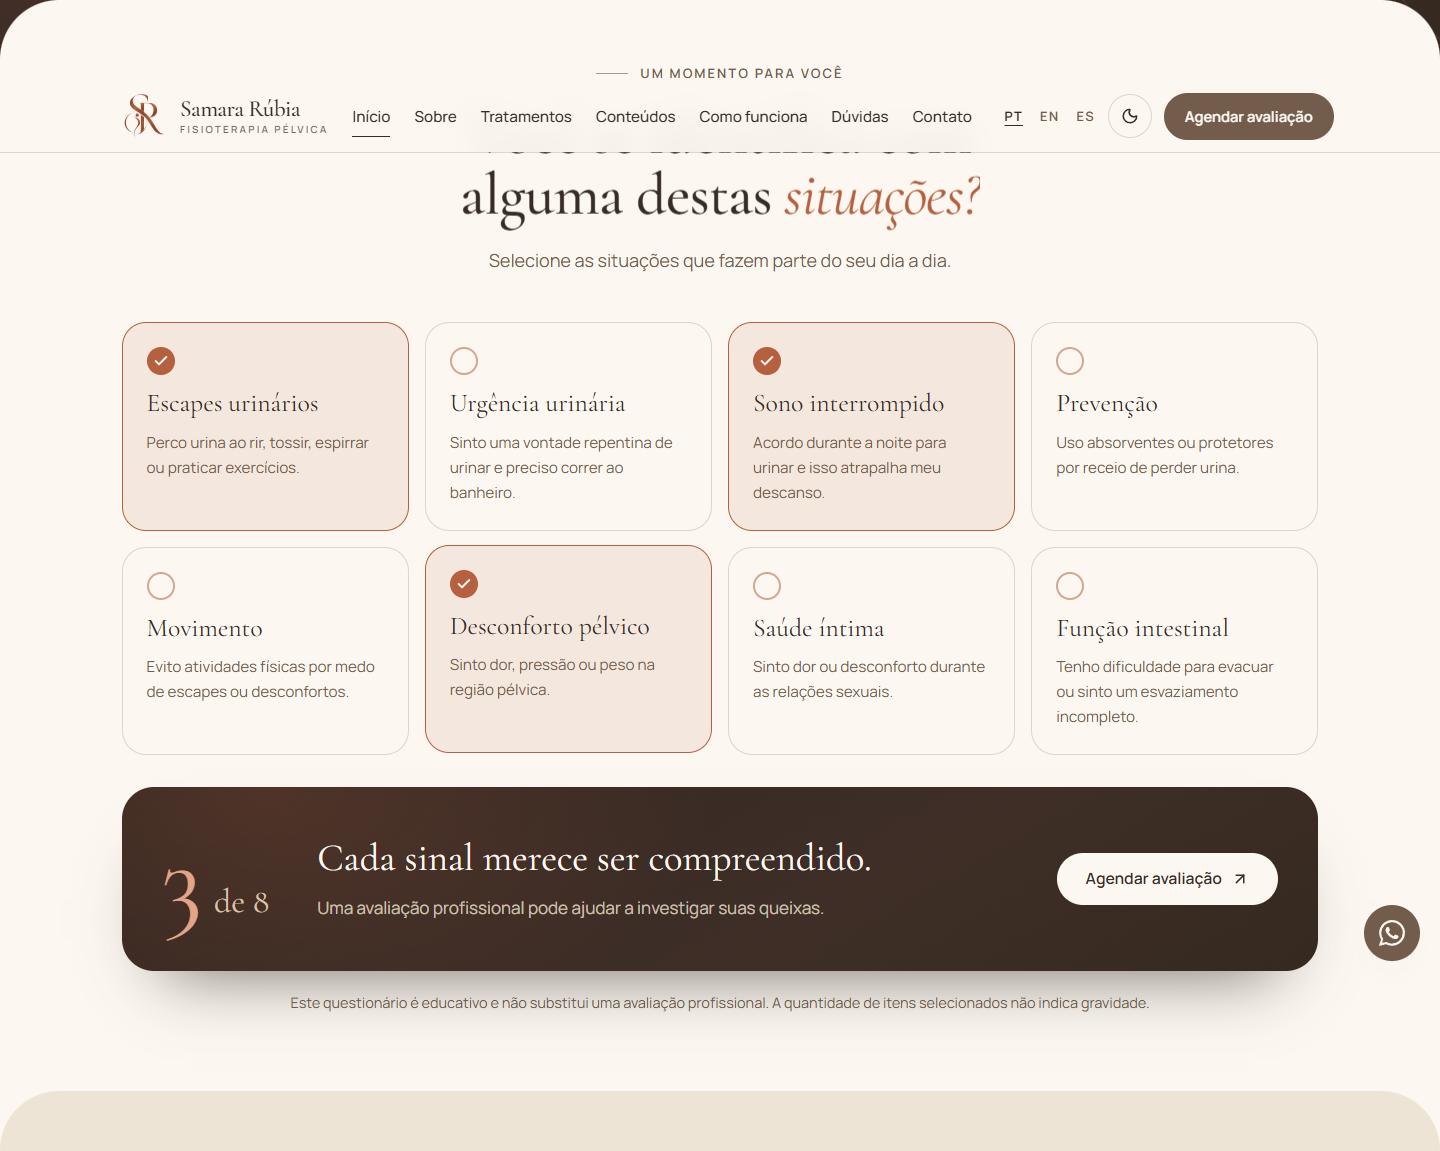 UM MOMENTO PARA VOCÊ
Samara Rúbia
FISIOTERAPIA PÉLVICA
Início Sobre Tratamentos Conteúdos Como funciona Dúvidas Contato PT EN ES Agendar avaliação
alguma destas situações?
Selecione as situações que fazem parte do seu dia a dia.
Escapes urinários
Perco urina ao rir, tossir, espirrar
ou praticar exercícios.
Urgência urinária
Sinto uma vontade repentina de
urinar e preciso correr ao
banheiro.
Sono interrompido
Acordo durante a noite para
urinar e isso atrapalha meu
descanso.
Prevenção
Uso absorventes ou protetores
por receio de perder urina.
Movimento
Evito atividades físicas por medo
de escapes ou desconfortos.
Desconforto pélvico
Sinto dor, pressão ou peso na
região pélvica.
Saúde íntima
Sinto dor ou desconforto durante
as relações sexuais.
Função intestinal
Tenho dificuldade para evacuar
ou sinto um esvaziamento
incompleto.
3 de 8
Cada sinal merece ser compreendido.
Uma avaliação profissional pode ajudar a investigar suas queixas.
Agendar avaliação
Este questionário é educativo e não substitui uma avaliação profissional. A quantidade de itens selecionados não indica gravidade.